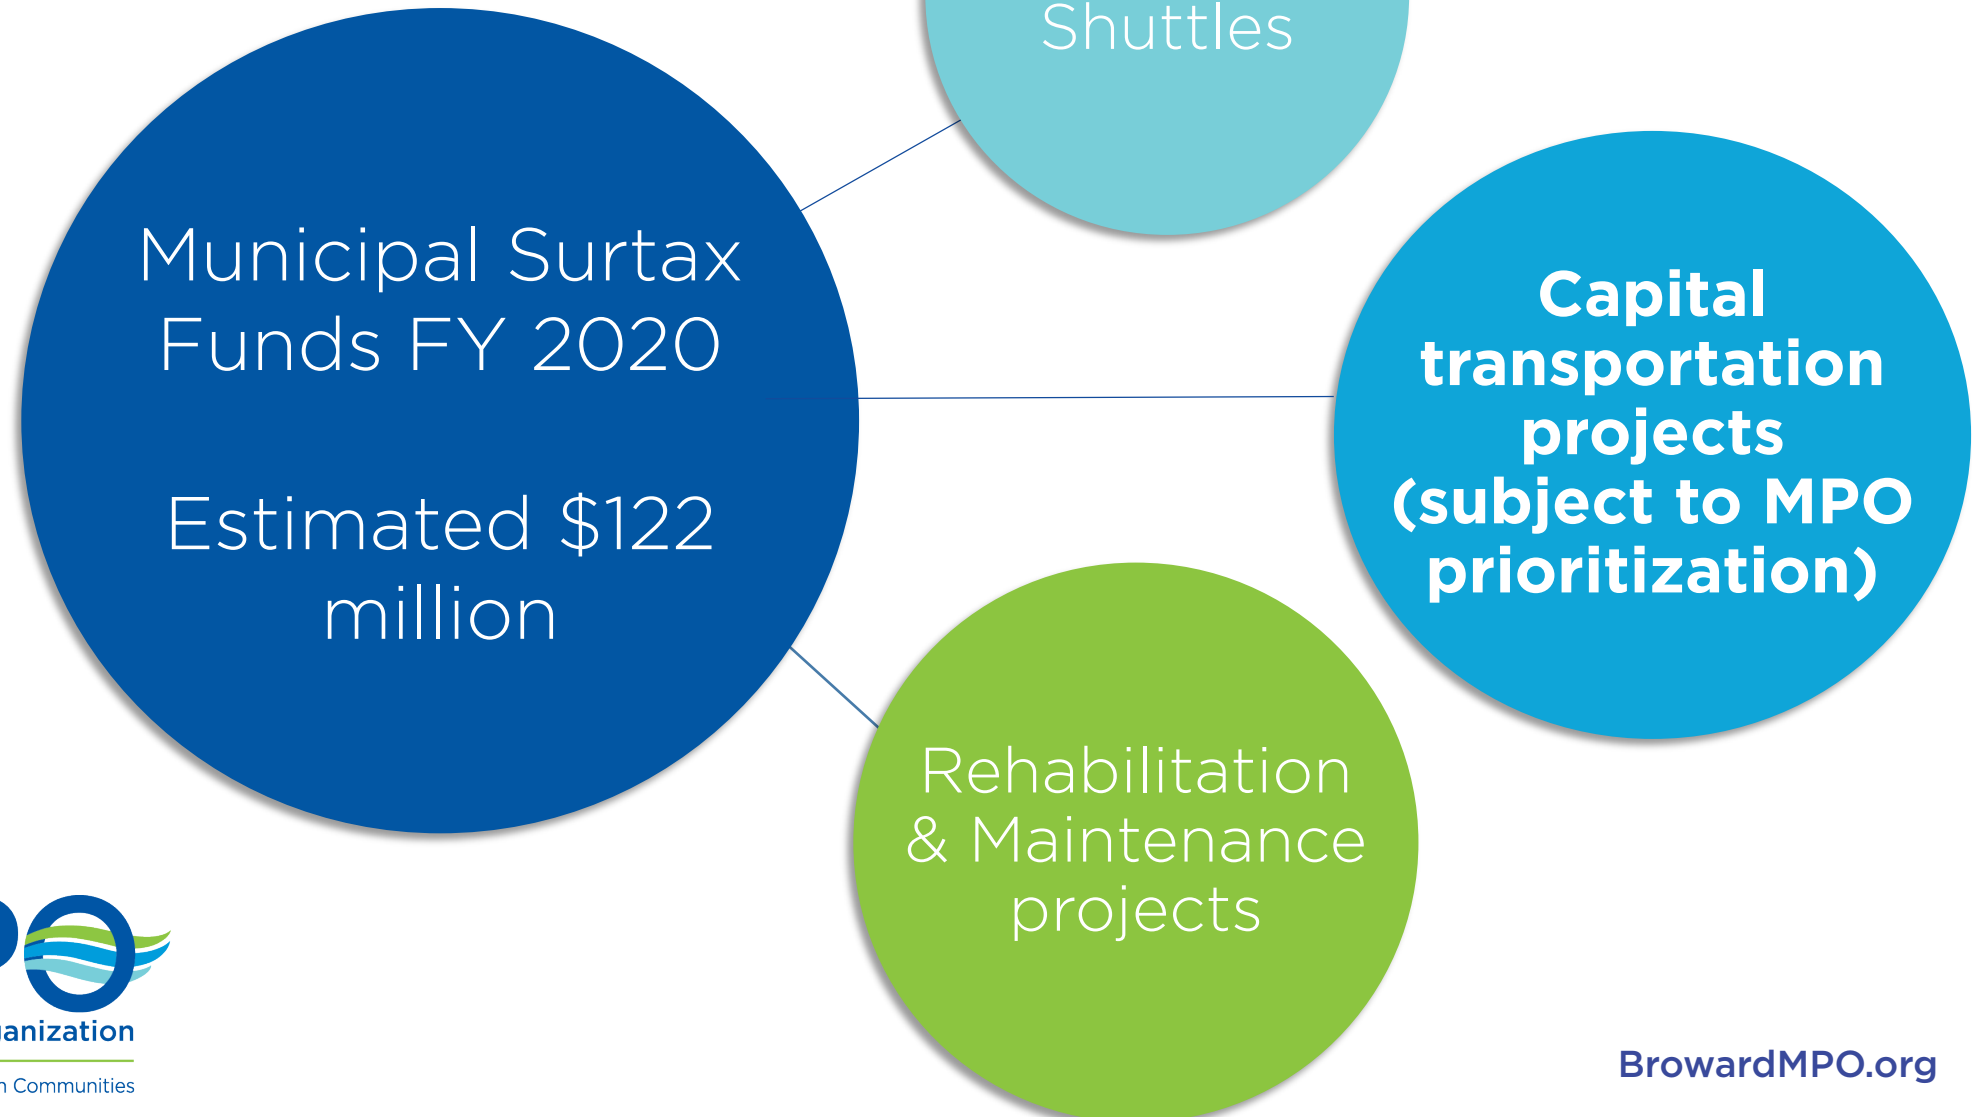 Shuttles
Municipal Surtax
Funds FY 2020
Estimated $122
million
Capital
transportation
projects
(subject to MPO
prioritization)
Rehabilitation
& Maintenance
projects
Communities
BrowardMPO.org